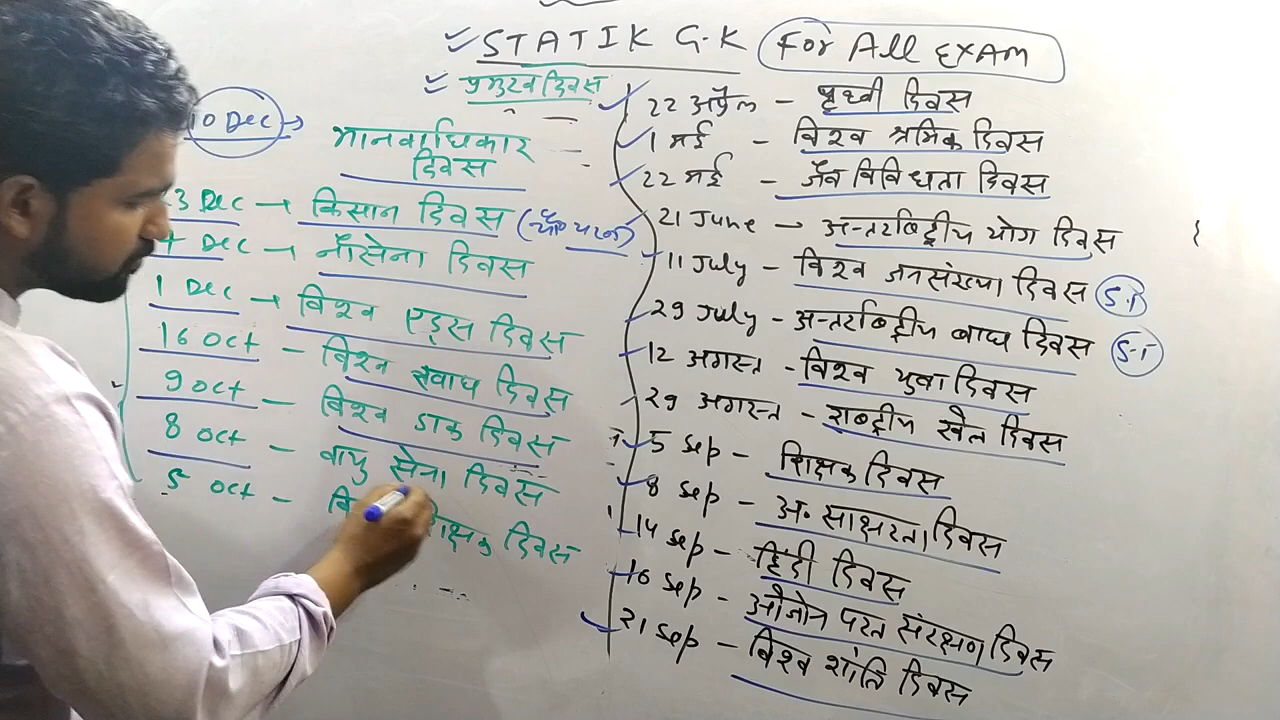 STATIK G.K For All EXAM
प्रमुख दिवस
10 Dec → मानवाधिकार
दिवस
3 Dec → किसान दिवस
4 Dec → नौसेना दिवस
1 Dec → विश्व एड्स दिवस
16 Oct – विश्व खाद्य दिवस
9 Oct – विश्व डाक दिवस
8 Oct – वायु सेना दिवस
5 Oct – शिक्षक दिवस
22 अप्रैल – पृथ्वी दिवस
1 मई – विश्व श्रमिक दिवस
22 मई – जैव विविधता दिवस
21 June → अन्तर्राष्ट्रीय योग दिवस
11 July – विश्व जनसंख्या दिवस S.I
29 July – अन्तर्राष्ट्रीय बाघ दिवस S.I
12 अगस्त – विश्व युवा दिवस
29 अगस्त – राष्ट्रीय खेल दिवस
5 Sep – शिक्षक दिवस
8 Sep – अ॰ साक्षरता दिवस
14 Sep – हिंदी दिवस
16 Sep – ओजोन परत संरक्षण दिवस
21 Sep – विश्व शांति दिवस